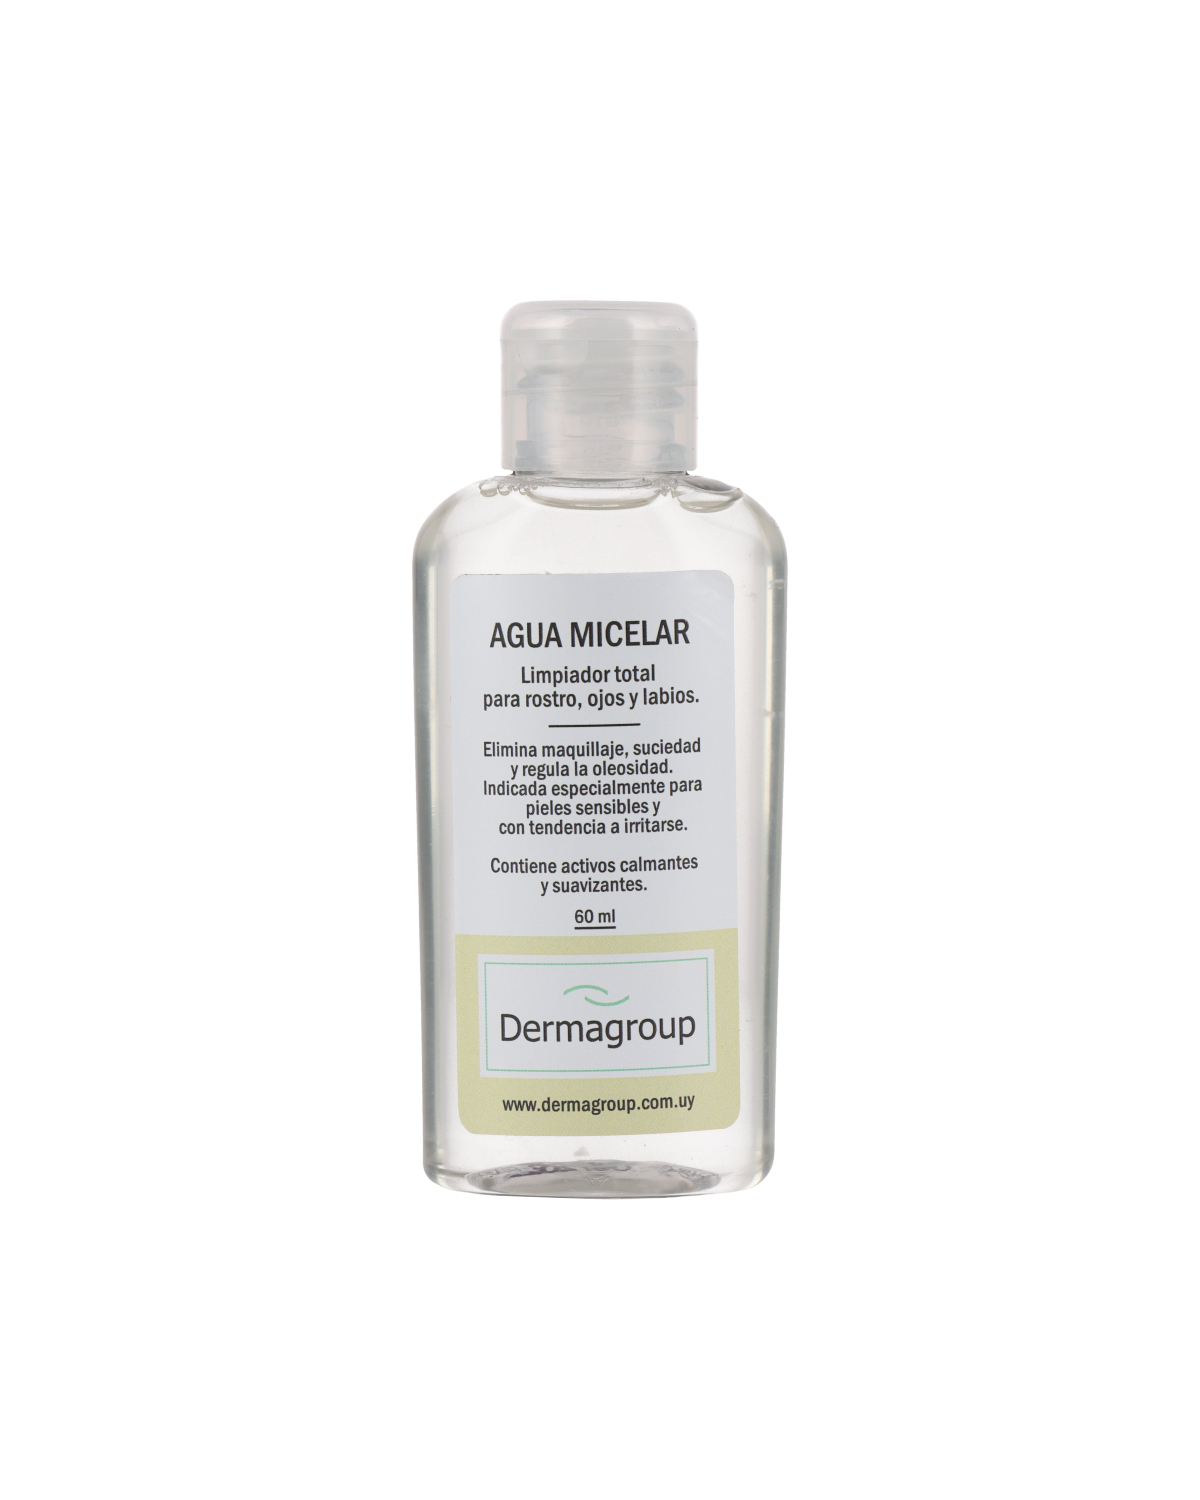 AGUA MICELAR
Limpiador total
para rostro, ojos y labios.
Elimina maquillaje, suciedad
y regula la oleosidad.
Indicada especialmente para
pieles sensibles y
con tendencia a irritarse.
Contiene activos calmantes
y suavizantes.
60 ml
Dermagroup
www.dermagroup.com.uy